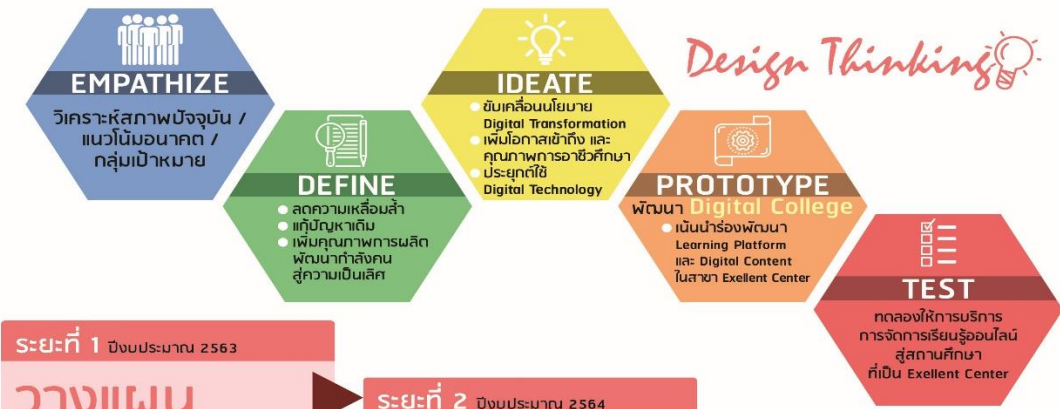 Design Thinking
EMPATHIZE
วิเคราะห์สภาพปัจจุบัน /
แนวโน้มอนาคต /
กลุ่มเป้าหมาย
DEFINE
ลดความเหลื่อมล้ำ
แก้ปัญหาเดิม
เพิ่มคุณภาพการผลิต
พัฒนากำลังคน
สู่ความเป็นเลิศ
IDEATE
ขับเคลื่อนนโยบาย
Digital Transformation
เพิ่มโอกาสเข้าถึง และ
คุณภาพการอาชีวศึกษา
ประยุกต์ใช้
Digital Technology
PROTOTYPE
พัฒนา Digital College
เน้นนำร่องพัฒนา
Learning Platform
และ Digital Content
ในสาขา Exellent Center
TEST
ทดลองให้การบริการ
การจัดการเรียนรู้ออนไลน์
สู่สถานศึกษา
ที่เป็น Exellent Center
ระยะที่ 1 ปีงบประมาณ 2563
วางแผน
ระยะที่ 2 ปีงบประมาณ 2564